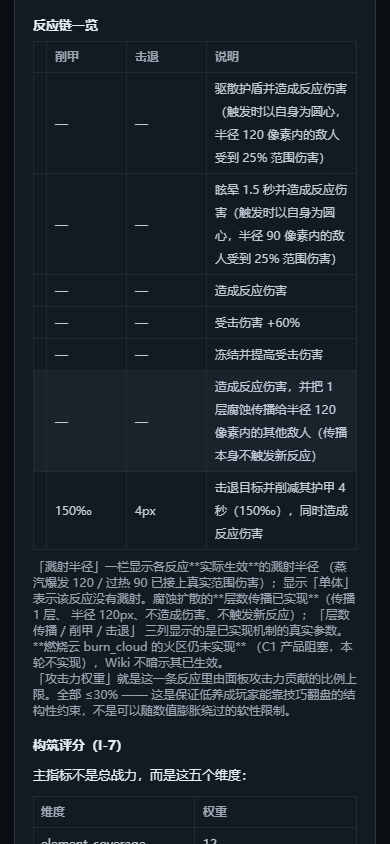 反应链一览
削甲 击退 说明
驱散护盾并造成反应伤害
（触发时以自身为圆心，
半径 120 像素内的敌人
受到 25% 范围伤害）
— —
眩晕 1.5 秒并造成反应伤
害（触发时以自身为圆
心，半径 90 像素内的敌
人受到 25% 范围伤害）
— —
— — 造成反应伤害
— — 受击伤害 +60%
— — 冻结并提高受击伤害
造成反应伤害，并把 1
层腐蚀传播给半径 120
像素内的其他敌人（传播
本身不触发新反应）
— —
击退目标并削减其护甲 4
秒（150‰），同时造成
反应伤害
150‰ 4px
「溅射半径」一栏显示各反应**实际生效**的溅射半径 （蒸
汽爆发 120 / 过热 90 已接上真实范围伤害）；显示「单体」
表示该反应没有溅射。腐蚀扩散的**层数传播已实现**（传播
1 层、 半径 120px、不造成伤害、不触发新反应）；「层数
传播 / 削甲 / 击退」 三列显示的是已实现机制的真实参数。
**燃烧云 burn_cloud 的火区仍未实现** （C1 产品阻塞，本
轮不实现），Wiki 不暗示其已生效。
「攻击力权重」就是这一条反应里由面板攻击力贡献的比例上
限。全部 ≤30% —— 这是保证低养成玩家能靠技巧翻盘的结
构性约束，不是可以随数值膨胀绕过的软性限制。
构筑评分（I-7）
主指标不是总战力，而是这五个维度：
维度 权重
element_coverage 12